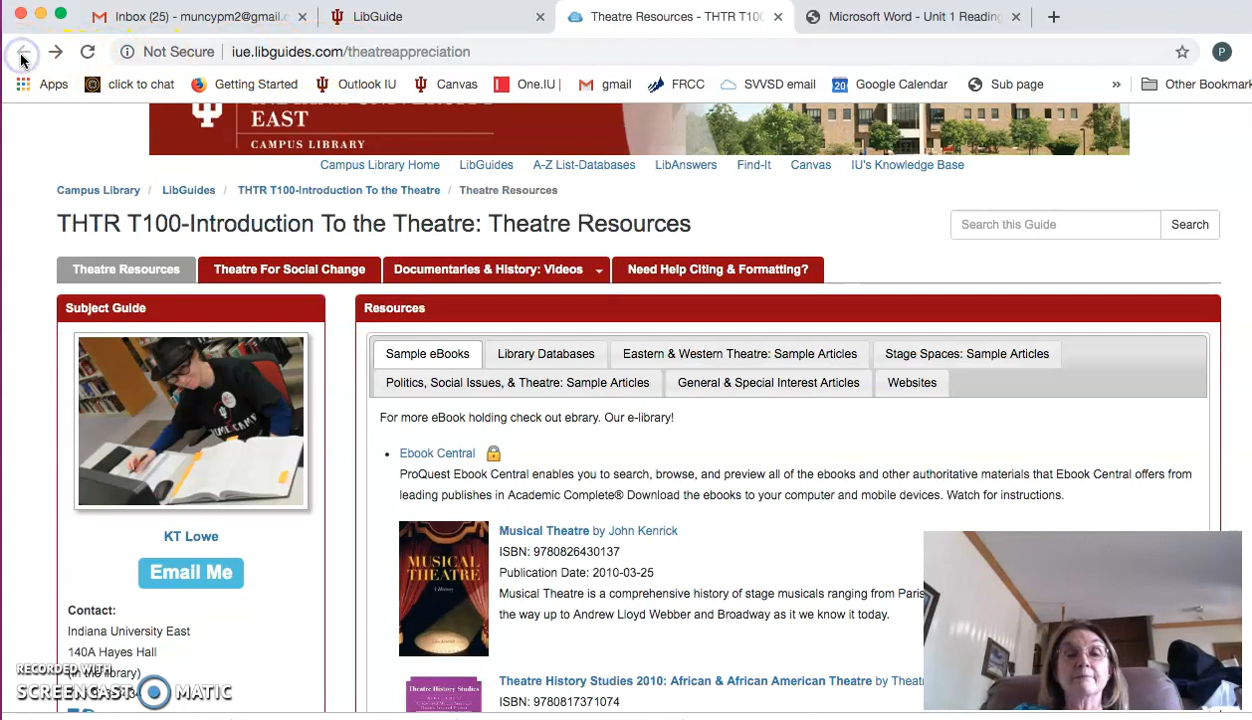 Inbox (25) - muncypm2@gmail.c
LibGuide
Theatre Resources - THTR T100
Microsoft Word - Unit 1 Reading
Not Secure
iue.libguides.com/theatreappreciation
P
Apps
click to chat
Getting Started
Outlook IU
Canvas
One.IU |
gmail
FRCC
SVVSD email
20
Google Calendar
Sub page
»
Other Bookmark
EAST
CAMPUS LIBRARY
Campus Library Home
LibGuides
A-Z List-Databases
LibAnswers
Find-It
Canvas
IU's Knowledge Base
Campus Library / LibGuides / THTR T100-Introduction To the Theatre / Theatre Resources
THTR T100-Introduction To the Theatre: Theatre Resources
Search this Guide
Search
Theatre Resources
Theatre For Social Change
Documentaries & History: Videos
Need Help Citing & Formatting?
Subject Guide
KT Lowe
Email Me
Contact:
Indiana University East
140A Hayes Hall
(in the library)
RECORDED WITH
SCREENCAST MATIC
Resources
Sample eBooks
Library Databases
Eastern & Western Theatre: Sample Articles
Stage Spaces: Sample Articles
Politics, Social Issues, & Theatre: Sample Articles
General & Special Interest Articles
Websites
For more eBook holding check out ebrary. Our e-library!
• Ebook Central
ProQuest Ebook Central enables you to search, browse, and preview all of the ebooks and other authoritative materials that Ebook Central offers from
leading publishes in Academic Complete® Download the ebooks to your computer and mobile devices. Watch for instructions.
MUSICAL
THEATRE
Musical Theatre by John Kenrick
ISBN: 9780826430137
Publication Date: 2010-03-25
Musical Theatre is a comprehensive history of stage musicals ranging from Paris
the way up to Andrew Lloyd Webber and Broadway as it we know it today.
Theatre History Studies
Theatre History Studies 2010: African & African American Theatre by Theat
ISBN: 9780817371074